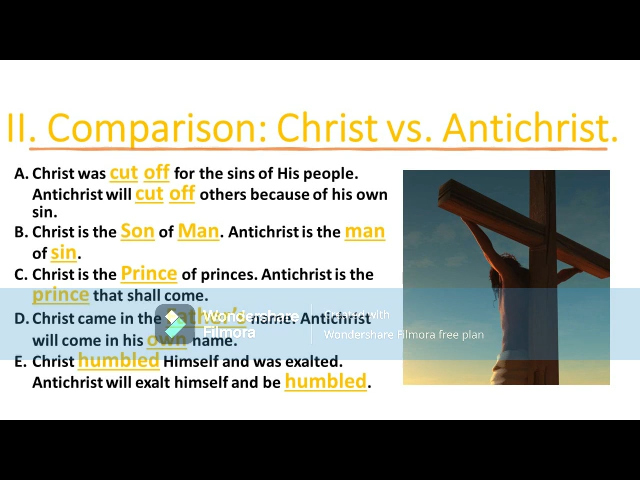 II. Comparison: Christ vs. Antichrist.
A. Christ was cut off for the sins of His people.
Antichrist will cut off others because of his own
sin.
B. Christ is the Son of Man. Antichrist is the man
of sin.
C. Christ is the Prince of princes. Antichrist is the
prince that shall come.
D. Christ came in the Father's name. Antichrist
will come in his own name.
E. Christ humbled Himself and was exalted.
Antichrist will exalt himself and be humbled.
Wondershare
Filmora
Created with
Wondershare Filmora free plan